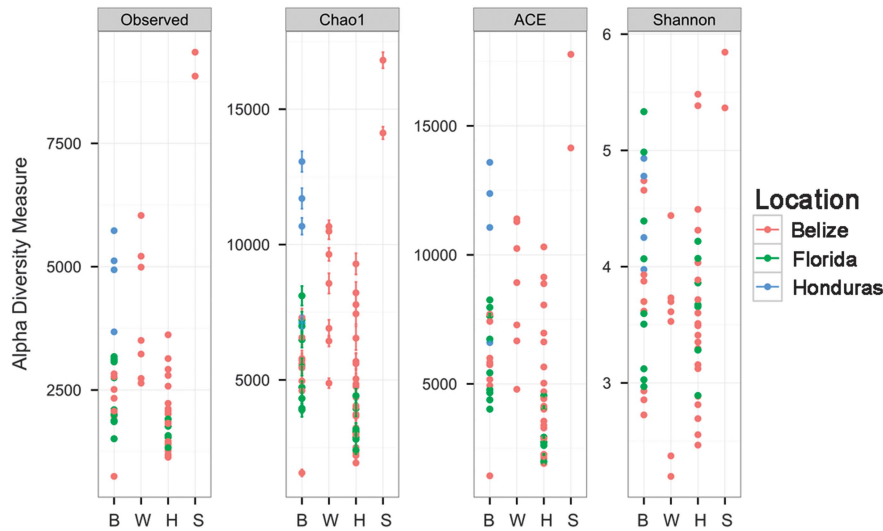 Observed
Chao1
ACE
Shannon
Alpha Diversity Measure
7500
5000
2500
15000
10000
5000
15000
10000
5000
6
5
4
3
B W H S
B W H S
B W H S
B W H S
Location
Belize
Florida
Honduras